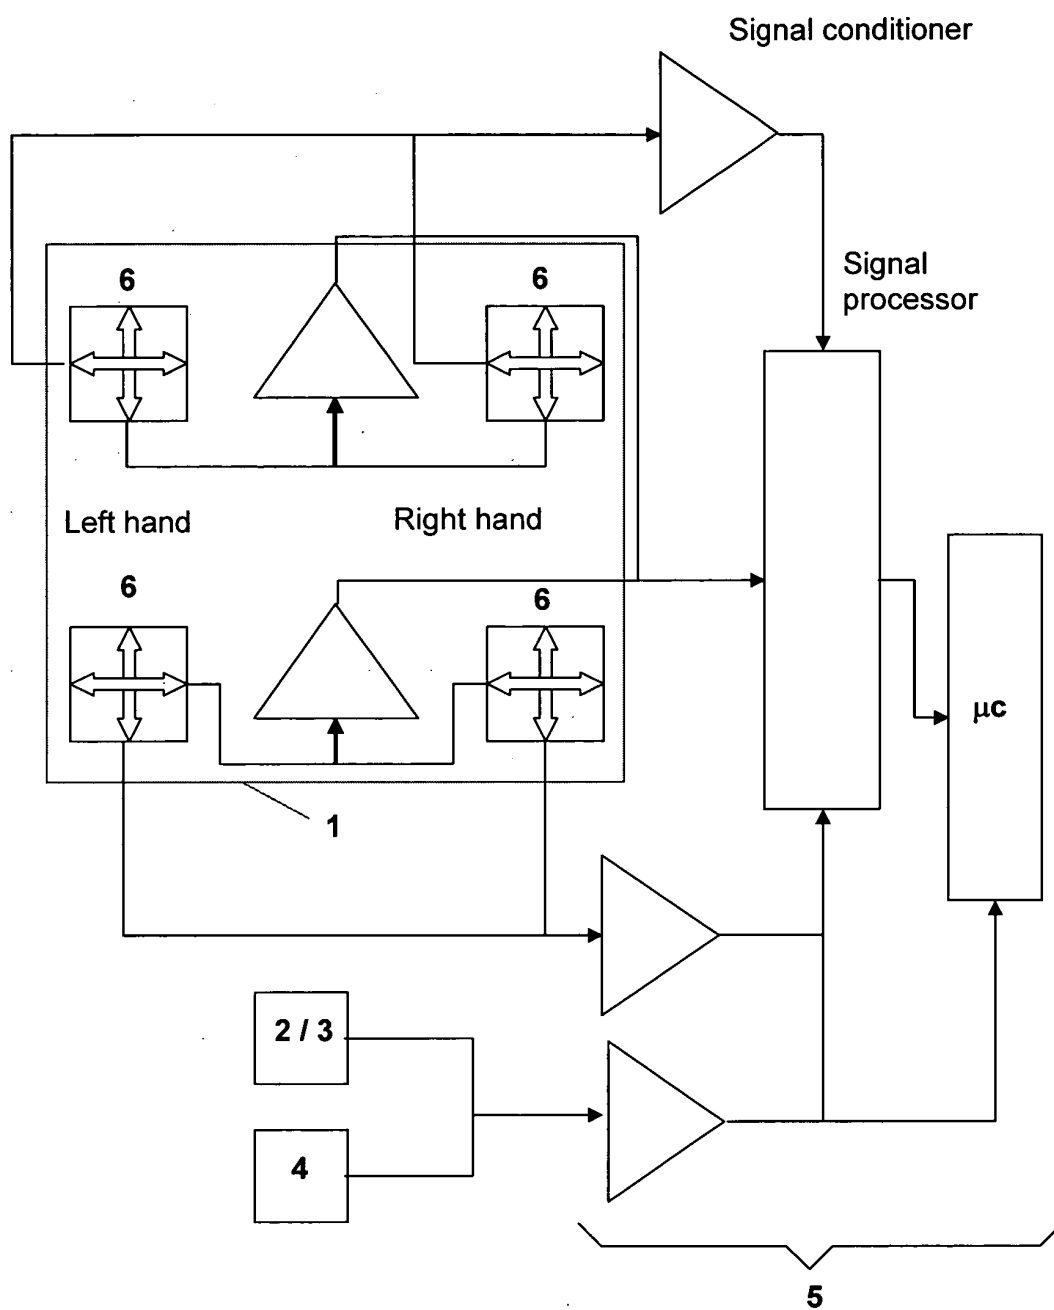 Signal conditioner
Signal
processor
6
6
Left hand
Right hand
6
6
μc
1
2 / 3
4
5